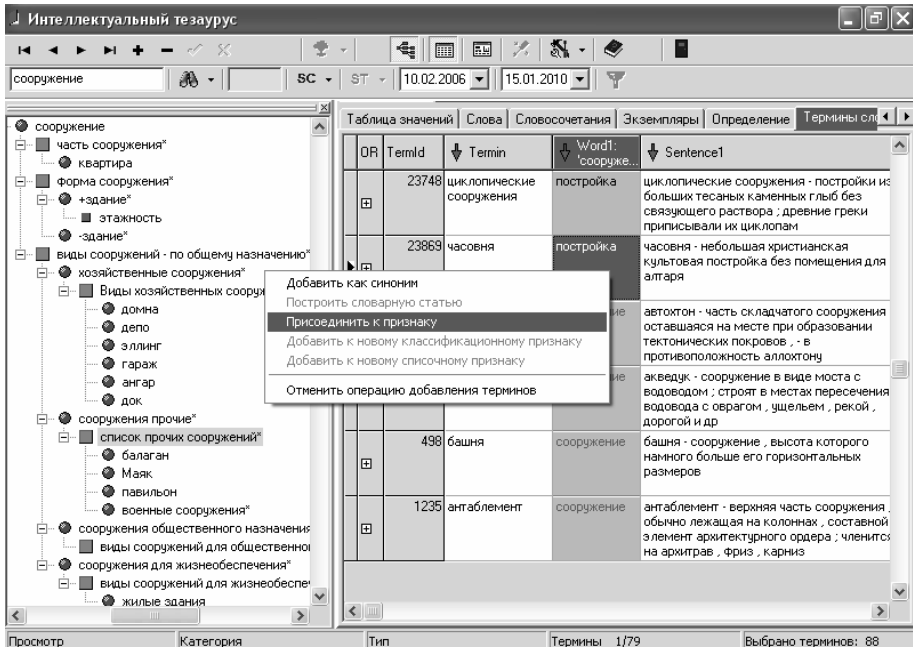 Интеллектуальный тезаурус
сооружение
SC
ST
10.02.2006
15.01.2010
сооружение
часть сооружения*
квартира
форма сооружения*
+здание*
этажность
-здание*
виды сооружений - по общему назначению*
хозяйственные сооружения*
Виды хозяйственных сооруж
домна
депо
эллинг
гараж
ангар
док
сооружения прочие*
список прочих сооружений*
балаган
Маяк
павильон
военные сооружения*
сооружения общественного назначения
виды сооружений для общественно
сооружения для жизнеобеспечения*
виды сооружений для жизнеобеспе
жилые здания
Таблица значений Слова Словосочетания Экземпляры Определение Термины сло
OR TermId Termin Word1: 'сооруже... Sentence1
23748 циклопические сооружения постройка
циклопические сооружения - постройки из
больших тесаных каменных глыб без
связующего раствора ; древние греки
приписывали их циклопам
23869 часовня постройка
часовня - небольшая христианская
культовая постройка без помещения для
алтаря
Добавить как синоним
Построить словарную статью
Присоединить к признаку
Добавить к новому классификационному признаку
Добавить к новому списочному признаку
Отменить операцию добавления терминов
ие
автохтон - часть складчатого сооружения
оставшаяся на месте при образовании
тектонических покровов , - в
противоположность аллохтону
ие
акведук - сооружение в виде моста с
водоводом ; строят в местах пересечения
водовода с оврагом , ущельем , рекой ,
дорогой и др
498 башня сооружение
башня - сооружение , высота которого
намного больше его горизонтальных
размеров
1235 антаблемент сооружение
антаблемент - верхняя часть сооружения ,
обычно лежащая на колоннах , составной
элемент архитектурного ордера ; членится
на архитрав , фриз , карниз
Просмотр Категория Тип Термины 1/79 Выбрано терминов: 88